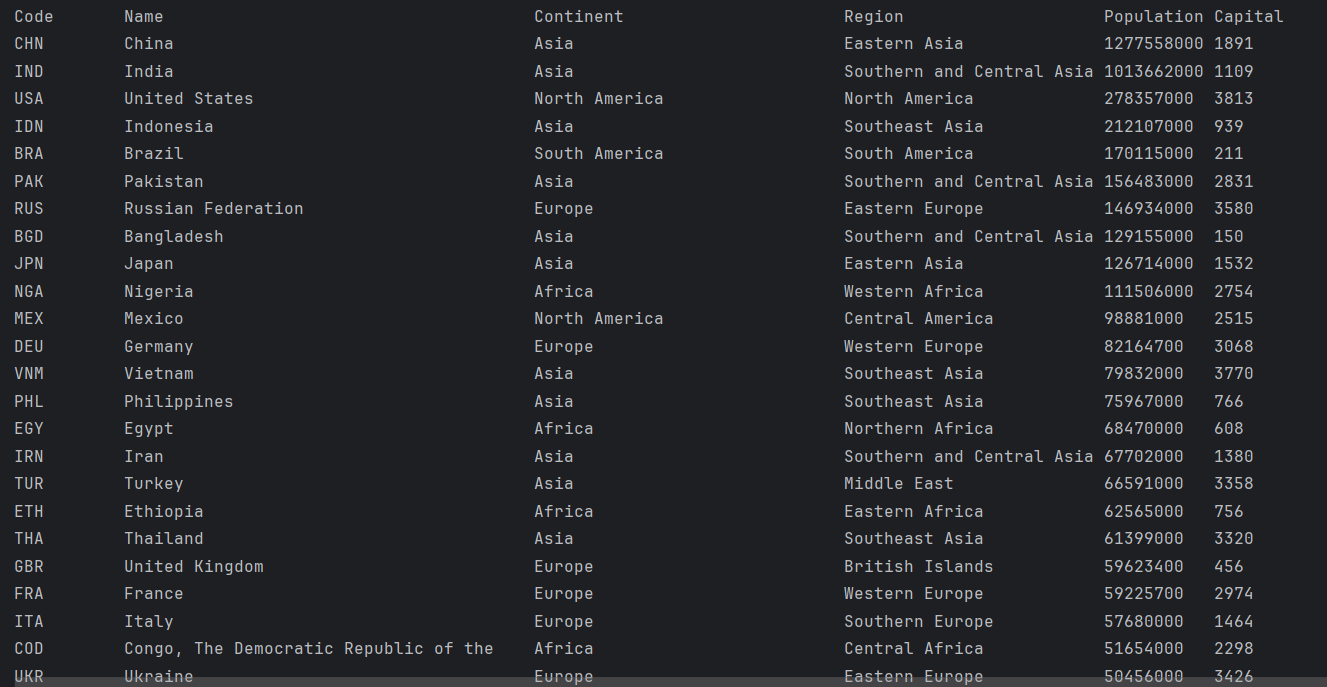 Code Name Continent Region Population Capital
CHN China Asia Eastern Asia 1277558000 1891
IND India Asia Southern and Central Asia 1013662000 1109
USA United States North America North America 278357000 3813
IDN Indonesia Asia Southeast Asia 212107000 939
BRA Brazil South America South America 170115000 211
PAK Pakistan Asia Southern and Central Asia 156483000 2831
RUS Russian Federation Europe Eastern Europe 146934000 3580
BGD Bangladesh Asia Southern and Central Asia 129155000 150
JPN Japan Asia Eastern Asia 126714000 1532
NGA Nigeria Africa Western Africa 111506000 2754
MEX Mexico North America Central America 98881000 2515
DEU Germany Europe Western Europe 82164700 3068
VNM Vietnam Asia Southeast Asia 79832000 3770
PHL Philippines Asia Southeast Asia 75967000 766
EGY Egypt Africa Northern Africa 68470000 608
IRN Iran Asia Southern and Central Asia 67702000 1380
TUR Turkey Asia Middle East 66591000 3358
ETH Ethiopia Africa Eastern Africa 62565000 756
THA Thailand Asia Southeast Asia 61399000 3320
GBR United Kingdom Europe British Islands 59623400 456
FRA France Europe Western Europe 59225700 2974
ITA Italy Europe Southern Europe 57680000 1464
COD Congo, The Democratic Republic of the Africa Central Africa 51654000 2298
UKR Ukraine Europe Eastern Europe 50456000 3426